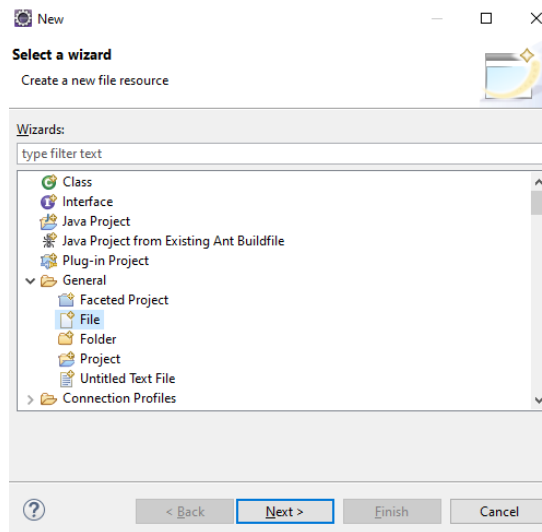 New
Select a wizard
Create a new file resource
Wizards:
type filter text
Class
Interface
Java Project
Java Project from Existing Ant Buildfile
Plug-in Project
General
Faceted Project
File
Folder
Project
Untitled Text File
Connection Profiles
? < Back Next > Finish Cancel